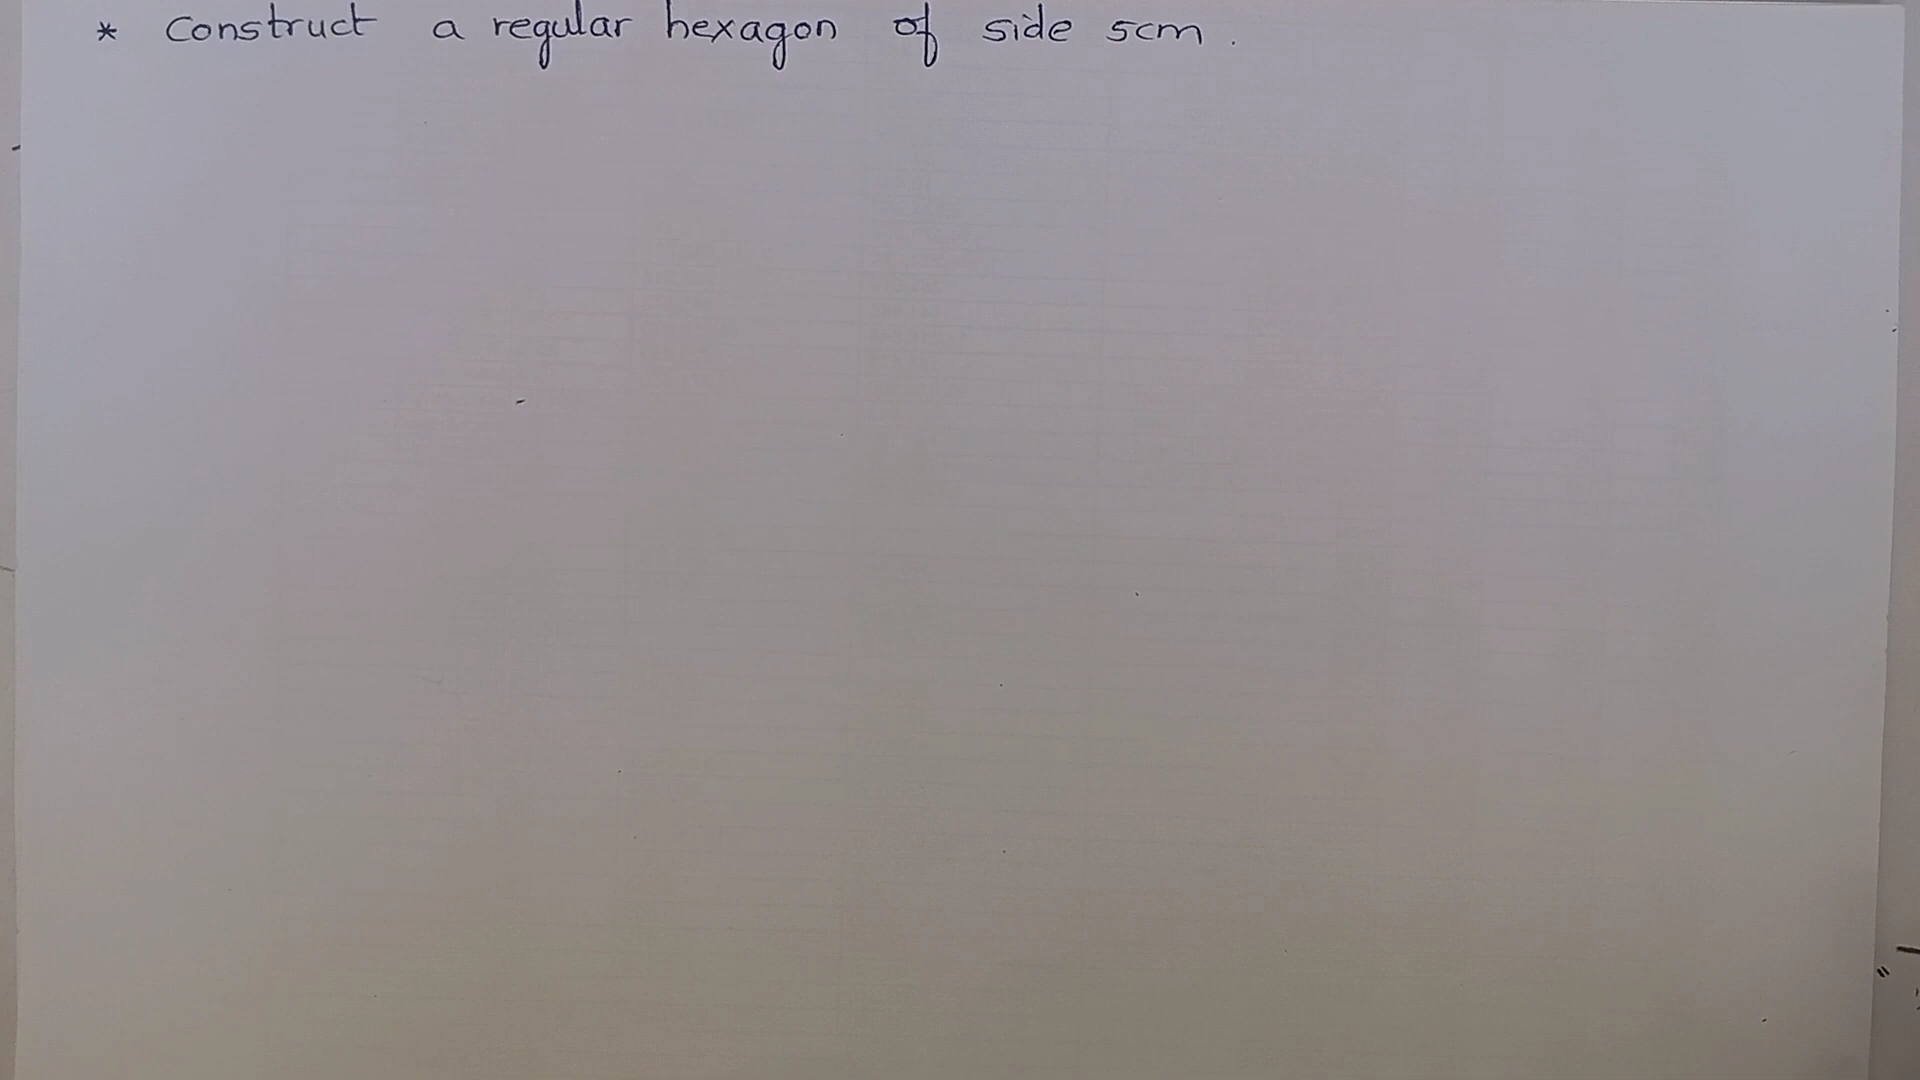 * Construct a regular hexagon of side 5cm.